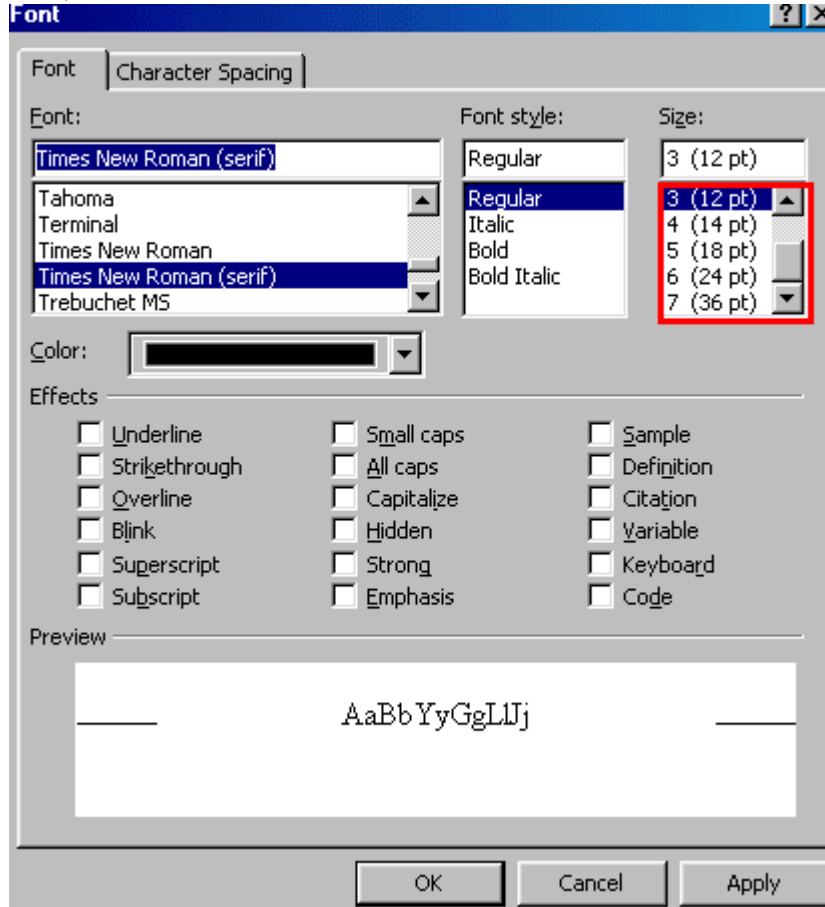 Font
Font Character Spacing
Font: Font style: Size:
Times New Roman (serif) Regular 3 (12 pt)
Tahoma Regular 3 (12 pt)
Terminal Italic 4 (14 pt)
Times New Roman Bold 5 (18 pt)
Times New Roman (serif) Bold Italic 6 (24 pt)
Trebuchet MS 7 (36 pt)
Color:
Effects
Underline Small caps Sample
Strikethrough All caps Definition
Overline Capitalize Citation
Blink Hidden Variable
Superscript Strong Keyboard
Subscript Emphasis Code
Preview
AaBbYyGgLlJj
OK Cancel Apply